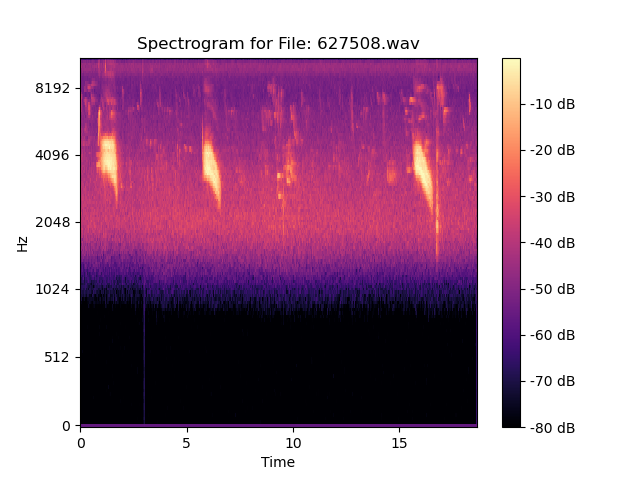 Spectrogram for File: 627508.wav
8192
4096
2048
1024
512
0
Hz
0
5
10
15
Time
-10 dB
-20 dB
-30 dB
-40 dB
-50 dB
-60 dB
-70 dB
-80 dB